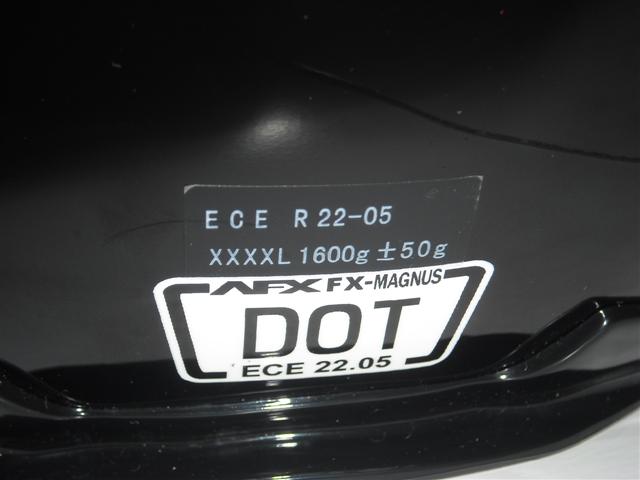 ECE R22-05
XXXXL 1600g ±50g
AFX FX-MAGNUS
DOT
ECE 22.05